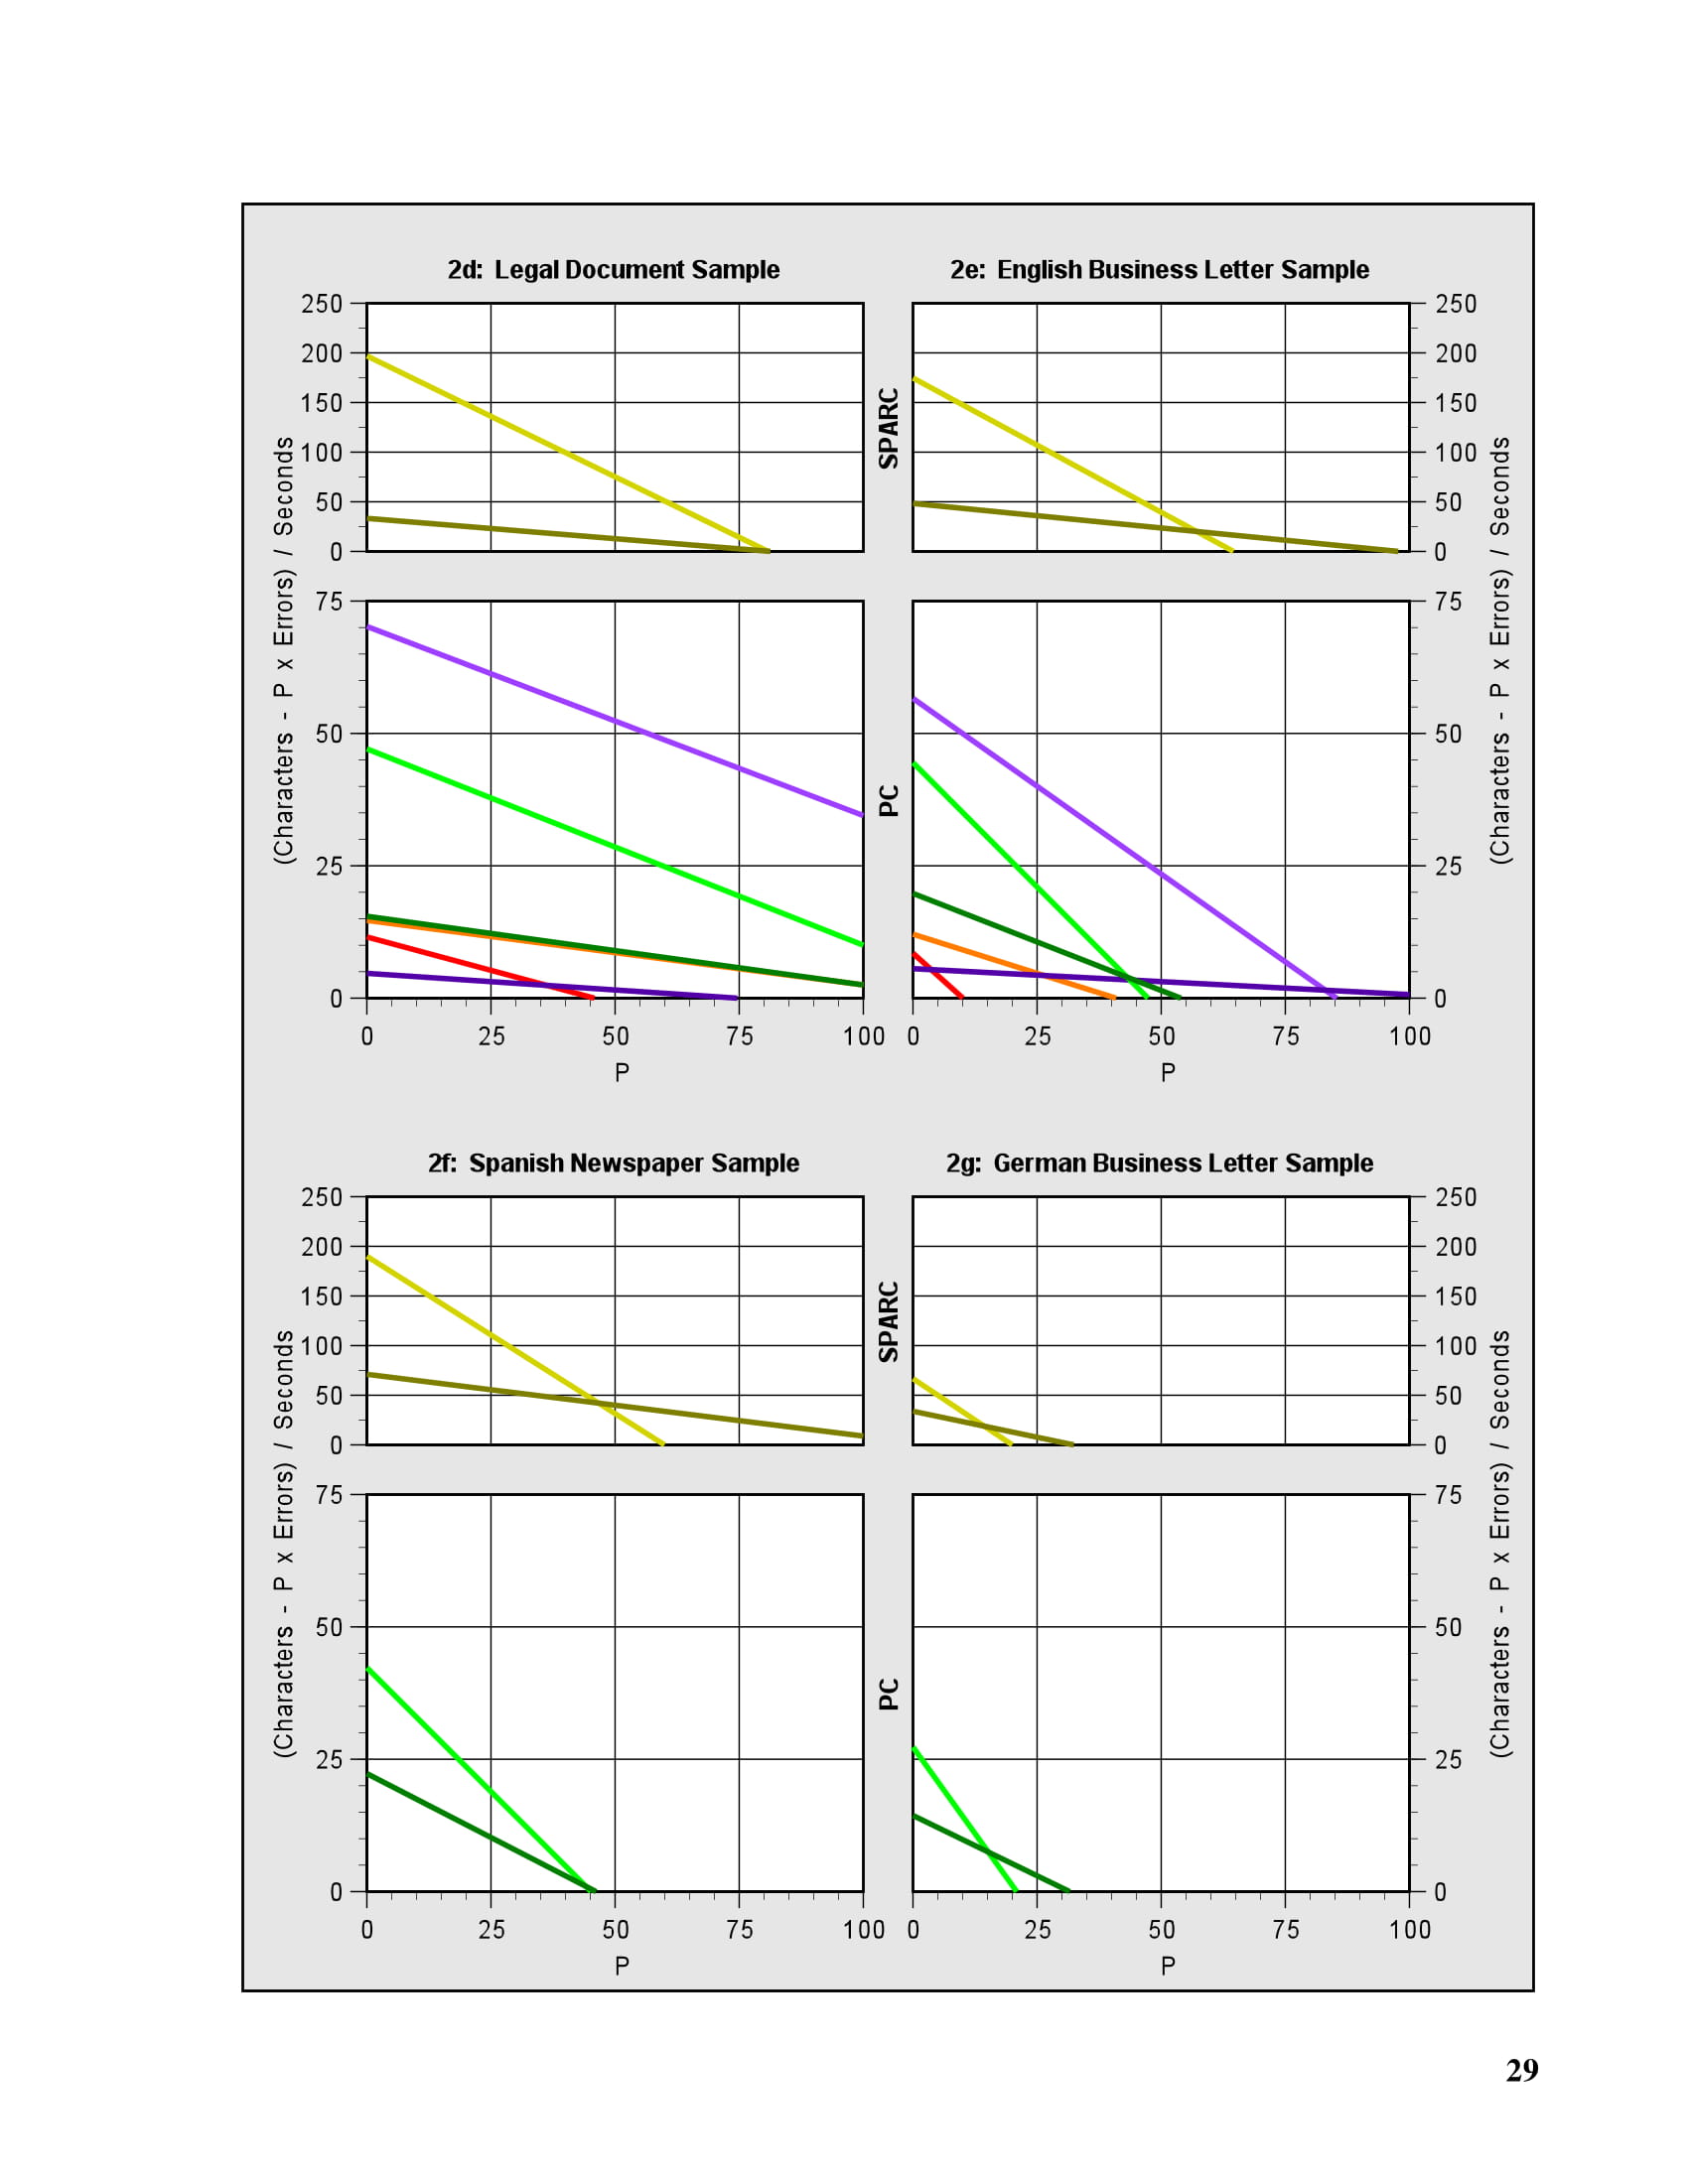 2d: Legal Document Sample
2e: English Business Letter Sample
250
200
150
100
50
0
SPARC
250
200
150
100
50
0
(Characters - P x Errors) / Seconds
75
50
25
0
PC
75
50
25
0
(Characters - P x Errors) / Seconds
0 25 50 75 100
0 25 50 75 100
P
P
2f: Spanish Newspaper Sample
2g: German Business Letter Sample
250
200
150
100
50
0
SPARC
250
200
150
100
50
0
(Characters - P x Errors) / Seconds
75
50
25
0
PC
75
50
25
0
(Characters - P x Errors) / Seconds
0 25 50 75 100
0 25 50 75 100
P
P
29